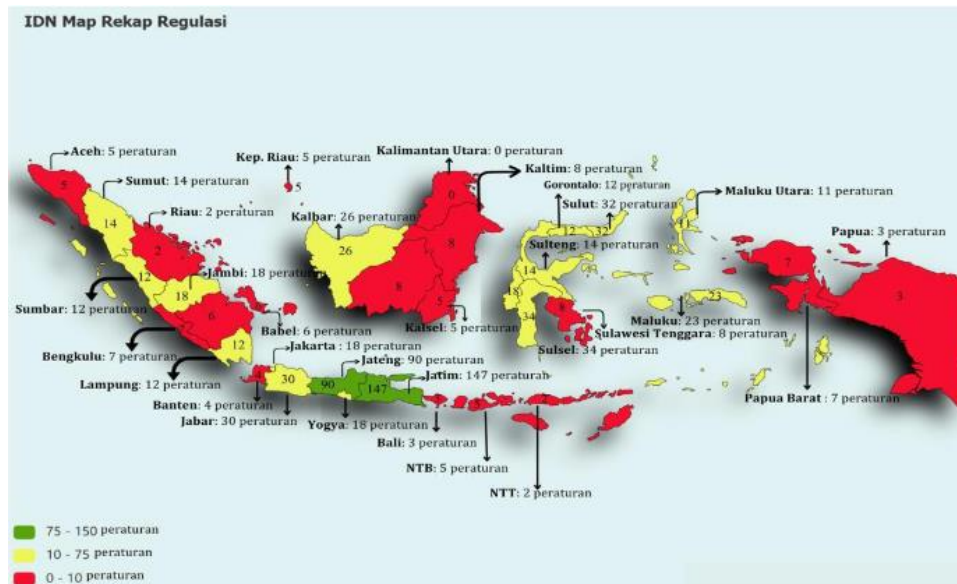 IDN Map Rekap Regulasi
Aceh: 5 peraturan
Kep. Riau: 5 peraturan
Kalimantan Utara: 0 peraturan
Kaltim: 8 peraturan
Sumut: 14 peraturan
Gorontalo: 12 peraturan
Maluku Utara: 11 peraturan
Riau: 2 peraturan
Kalbar: 26 peraturan
Sulut: 32 peraturan
Papua: 3 peraturan
Sulteng: 14 peraturan
Jambi: 18 peraturan
Sumbar: 12 peraturan
Babel: 6 peraturan
Kalsel: 5 peraturan
Maluku: 23 peraturan
Sulawesi Tenggara: 8 peraturan
Bengkulu: 7 peraturan
Jakarta : 18 peraturan
Sulsel: 34 peraturan
Jateng: 90 peraturan
Lampung: 12 peraturan
Jatim: 147 peraturan
Banten: 4 peraturan
Papua Barat: 7 peraturan
Jabar: 30 peraturan
Yogya: 18 peraturan
Bali: 3 peraturan
NTB: 5 peraturan
NTT: 2 peraturan
5
5
14
2
12
18
6
12
4
30
90
147
26
0
8
8
5
12
32
14
18
34
11
23
7
3
75 - 150 peraturan
10 - 75 peraturan
0 - 10 peraturan